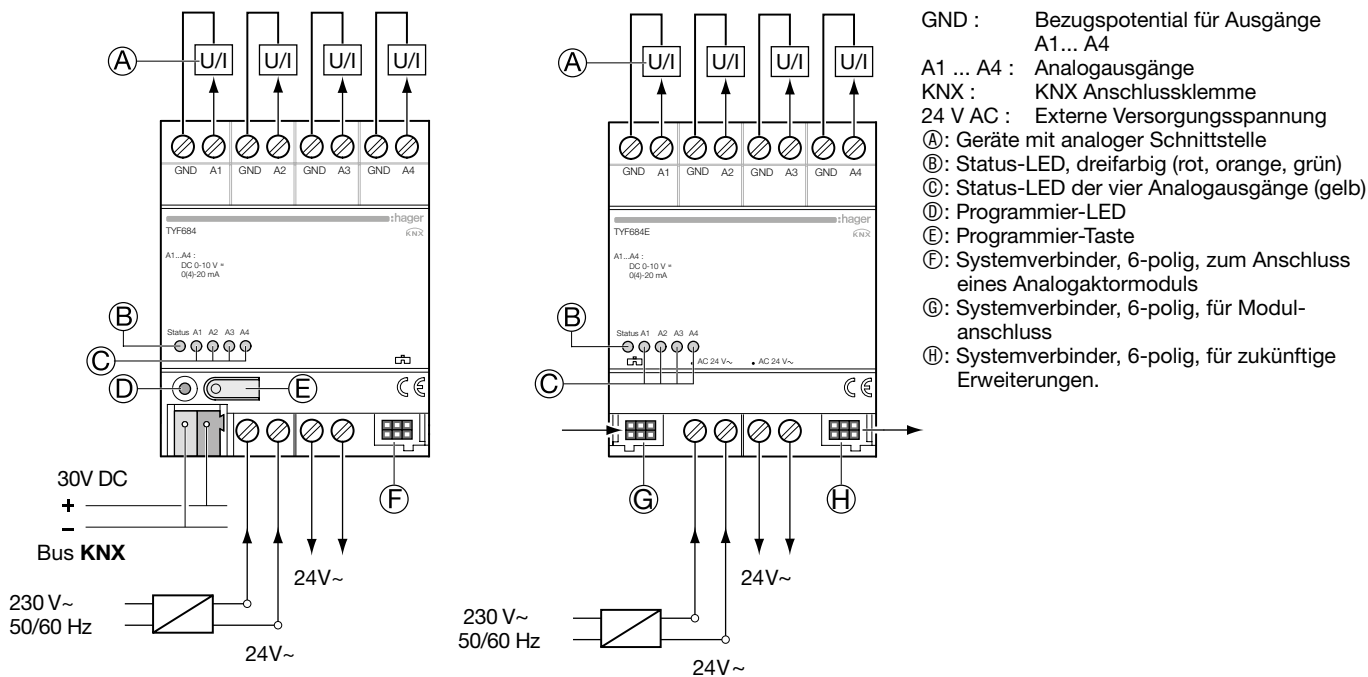 A
U/I U/I U/I U/I
GND A1 GND A2 GND A3 GND A4
:hager
TYF684
KNX
A1...A4 :
DC 0-10 V =
0(4)-20 mA
B
Status A1 A2 A3 A4
C
D
E
CE
F
30V DC
+
–
Bus KNX
24V~
230 V~
50/60 Hz
24V~
A
U/I U/I U/I U/I
GND A1 GND A2 GND A3 GND A4
:hager
TYF684E
KNX
A1...A4 :
DC 0-10 V =
0(4)-20 mA
B
Status A1 A2 A3 A4
AC 24 V~ AC 24 V~
C
CE
G
H
24V~
230 V~
50/60 Hz
24V~
GND : Bezugspotential für Ausgänge
A1... A4
A1 ... A4 : Analogausgänge
KNX : KNX Anschlussklemme
24 V AC : Externe Versorgungsspannung
Ⓐ: Geräte mit analoger Schnittstelle
Ⓑ: Status-LED, dreifarbig (rot, orange, grün)
Ⓒ: Status-LED der vier Analogausgänge (gelb)
Ⓓ: Programmier-LED
Ⓔ: Programmier-Taste
Ⓕ: Systemverbinder, 6-polig, zum Anschluss
eines Analogaktormoduls
Ⓖ: Systemverbinder, 6-polig, für Modul-
anschluss
Ⓗ: Systemverbinder, 6-polig, für zukünftige
Erweiterungen.